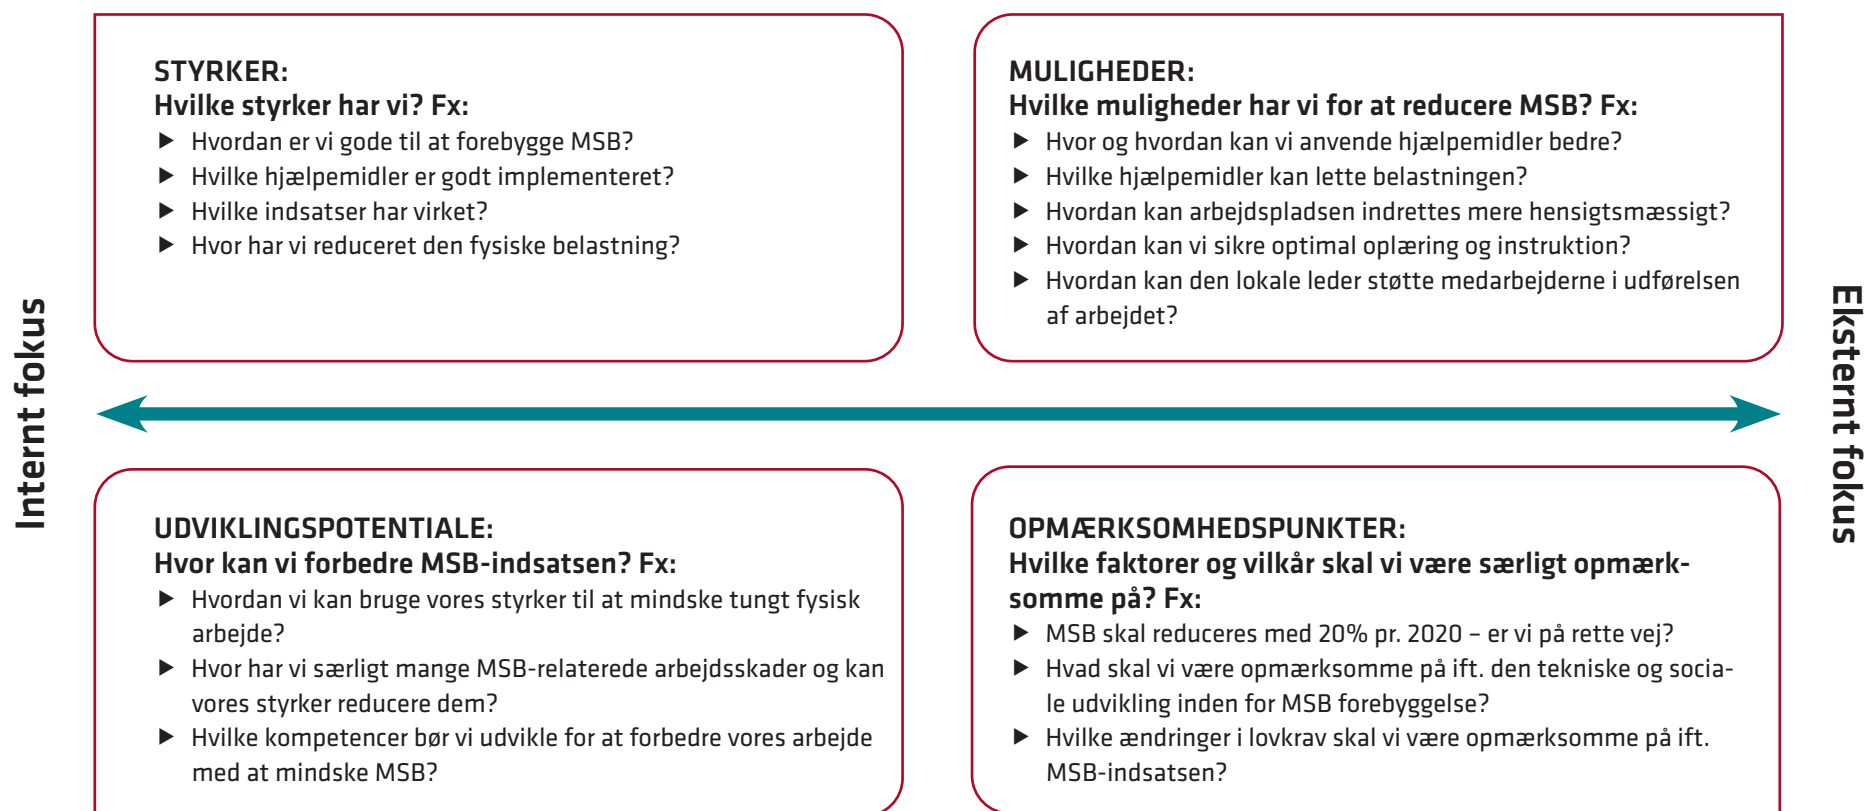 Internt fokus
STYRKER:
Hvilke styrker har vi? Fx:
▶ Hvordan er vi gode til at forebygge MSB?
▶ Hvilke hjælpemidler er godt implementeret?
▶ Hvilke indsatser har virket?
▶ Hvor har vi reduceret den fysiske belastning?
MULIGHEDER:
Hvilke muligheder har vi for at reducere MSB? Fx:
▶ Hvor og hvordan kan vi anvende hjælpemidler bedre?
▶ Hvilke hjælpemidler kan lette belastningen?
▶ Hvordan kan arbejdspladsen indrettes mere hensigtsmæssigt?
▶ Hvordan kan vi sikre optimal oplæring og instruktion?
▶ Hvordan kan den lokale leder støtte medarbejderne i udførelsen
af arbejdet?
UDVIKLINGSPOTENTIALE:
Hvor kan vi forbedre MSB-indsatsen? Fx:
▶ Hvordan vi kan bruge vores styrker til at mindske tungt fysisk
arbejde?
▶ Hvor har vi særligt mange MSB-relaterede arbejdsskader og kan
vores styrker reducere dem?
▶ Hvilke kompetencer bør vi udvikle for at forbedre vores arbejde
med at mindske MSB?
OPMÆRKSOMHEDSPUNKTER:
Hvilke faktorer og vilkår skal vi være særligt opmærk-
somme på? Fx:
▶ MSB skal reduceres med 20% pr. 2020 – er vi på rette vej?
▶ Hvad skal vi være opmærksomme på ift. den tekniske og socia-
le udvikling inden for MSB forebyggelse?
▶ Hvilke ændringer i lovkrav skal vi være opmærksomme på ift.
MSB-indsatsen?
Eksternt fokus